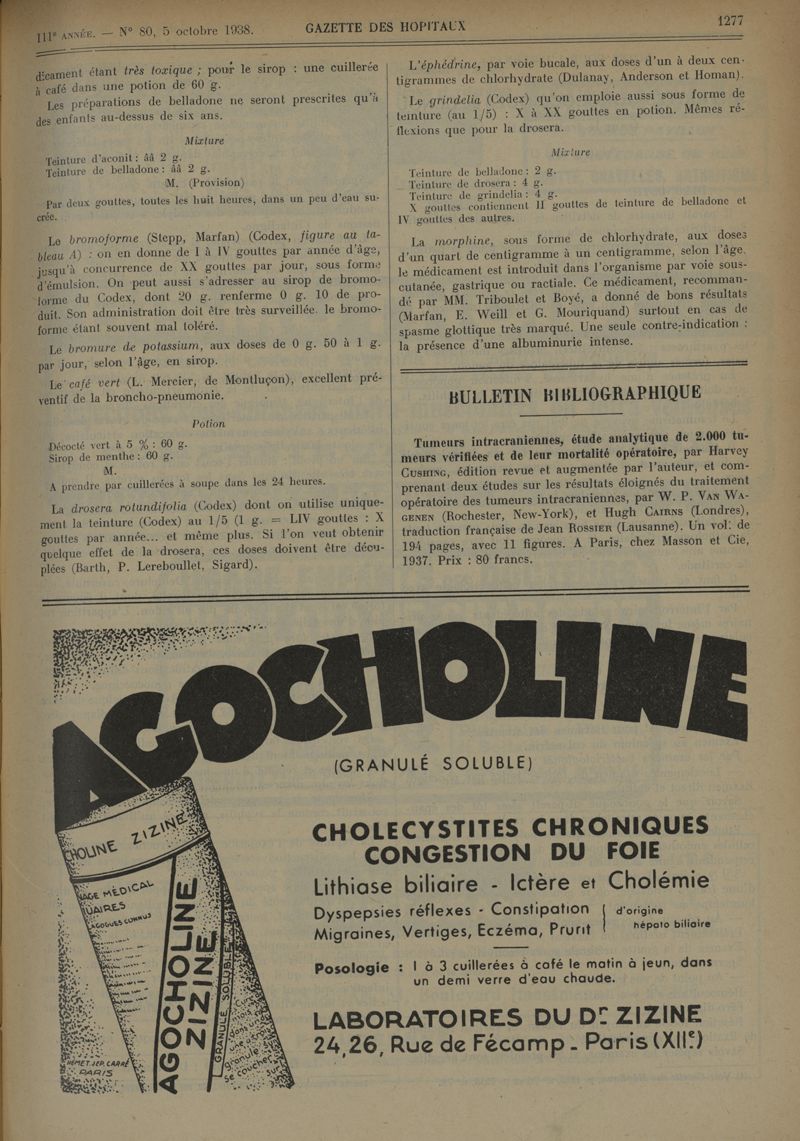 111e ANNÉE. — N° 80, 5 octobre 1938.
GAZETTE DES HOPITAUX
1277
dicament étant très toxique ; pour le sirop : une cuillerée
à café dans une potion de 60 g.
Les préparations de belladone ne seront prescrites qu'à
des enfants au-dessus de six ans.
Mixture
Teinture d'aconit : ââ 2 g.
Teinture de belladone : ââ 2 g.
M. (Provision)
Par deux gouttes, toutes les huit heures, dans un peu d'eau su-
crée.
Le bromoforme (Stepp, Marfan) (Codex, figure au ta-
bleau A) : on en donne de I à IV gouttes par année d'âge,
jusqu'à concurrence de XX gouttes par jour, sous forme
d'émulsion. On peut aussi s'adresser au sirop de bromo-
forme du Codex, dont 20 g. renferme 0 g. 10 de pro-
duit. Son administration doit être très surveillée. le bromo-
forme étant souvent mal toléré.
Le bromure de potassium, aux doses de 0 g. 50 à 1 g.
par jour, selon l'âge, en sirop.
Le café vert (L. Mercier, de Montluçon), excellent pré-
ventif de la broncho-pneumonie.
Potion
Décocté vert à 5 % : 60 g.
Sirop de menthe : 60 g.
M.
A prendre par cuillerées à soupe dans les 24 heures.
La drosera rotundifolia (Codex) dont on utilise unique-
ment la teinture (Codex) au 1/5 (1 g. = LIV gouttes : X
gouttes par année... et même plus. Si l'on veut obtenir
quelque effet de la drosera, ces doses doivent être décu-
plées (Barth, P. Lereboullet, Sigard).
L'éphédrine, par voie bucale, aux doses d'un à deux cen-
tigrammes de chlorhydrate (Dulanay, Anderson et Homan).
Le grindelia (Codex) qu'on emploie aussi sous forme de
teinture (au 1/5) : X à XX gouttes en potion. Mêmes ré-
flexions que pour la drosera.
Mixture
Teinture de belladone : 2 g.
Teinture de drosera : 4 g.
Teinture de grindelia : 4 g.
X gouttes contiennent II gouttes de teinture de belladone et
IV gouttes des autres.
La morphine, sous forme de chlorhydrate, aux doses
d'un quart de centigramme à un centigramme, selon l'âge.
le médicament est introduit dans l'organisme par voie sous-
cutanée, gastrique ou ractiale. Ce médicament, recomman-
dé par MM. Triboulet et Boyé, a donné de bons résultats
(Marfan, E. Weill et G. Mouriquand) surtout en cas de
spasme glottique très marqué. Une seule contre-indication :
la présence d'une albuminurie intense.
BULLETIN BIBLIOGRAPHIQUE
Tumeurs intracraniennes, étude analytique de 2.000 tu-
meurs vérifiées et de leur mortalité opératoire, par Harvey
CUSHING, édition revue et augmentée par l'auteur, et com-
prenant deux études sur les résultats éloignés du traitement
opératoire des tumeurs intracraniennes, par W. P. VAN WA-
GENEN (Rochester, New-York), et Hugh CAIRNS (Londres),
traduction française de Jean ROSSIER (Lausanne). Un vol. de
194 pages, avec 11 figures. A Paris, chez Masson et Cie,
1937. Prix : 80 francs.
AGOCHOLINE
(GRANULÉ SOLUBLE)
CHOLECYSTITES CHRONIQUES
CONGESTION DU FOIE
Lithiase biliaire - Ictère et Cholémie
Dyspepsies réflexes - Constipation
Migraines, Vertiges, Eczéma, Prurit
d'origine
hépato biliaire
Posologie : 1 à 3 cuillerées à café le matin à jeun, dans
un demi verre d'eau chaude.
LABORATOIRES DU Dr ZIZINE
24,26, Rue de Fécamp - Paris (XIIe)
CHOLINE ZIZINE
MÉDICAL
AGOCHOLINE
ZIZINE
GRANULÉ SOLUBLE
HÉMET.JEP.CARRÉ
PARIS